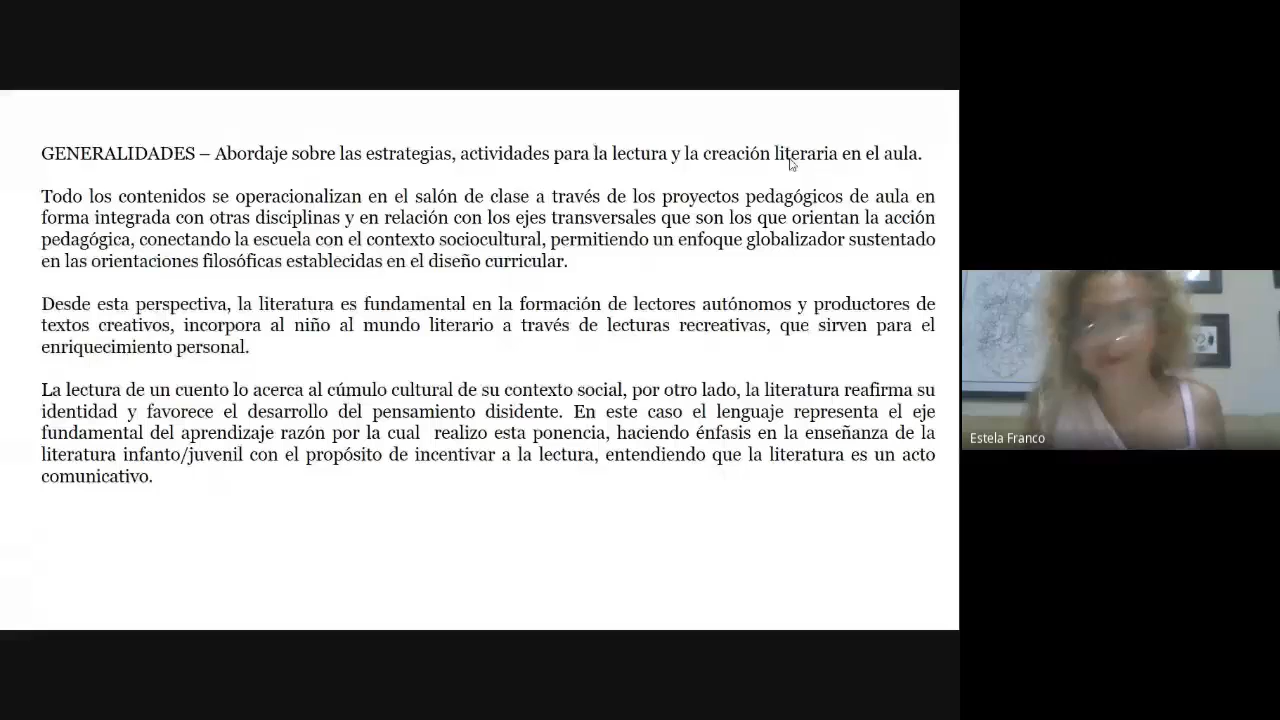 GENERALIDADES – Abordaje sobre las estrategias, actividades para la lectura y la creación literaria en el aula.
Todo los contenidos se operacionalizan en el salón de clase a través de los proyectos pedagógicos de aula en
forma integrada con otras disciplinas y en relación con los ejes transversales que son los que orientan la acción
pedagógica, conectando la escuela con el contexto sociocultural, permitiendo un enfoque globalizador sustentado
en las orientaciones filosóficas establecidas en el diseño curricular.
Desde esta perspectiva, la literatura es fundamental en la formación de lectores autónomos y productores de
textos creativos, incorpora al niño al mundo literario a través de lecturas recreativas, que sirven para el
enriquecimiento personal.
La lectura de un cuento lo acerca al cúmulo cultural de su contexto social, por otro lado, la literatura reafirma su
identidad y favorece el desarrollo del pensamiento disidente. En este caso el lenguaje representa el eje
fundamental del aprendizaje razón por la cual realizo esta ponencia, haciendo énfasis en la enseñanza de la
literatura infanto/juvenil con el propósito de incentivar a la lectura, entendiendo que la literatura es un acto
comunicativo.
Estela Franco